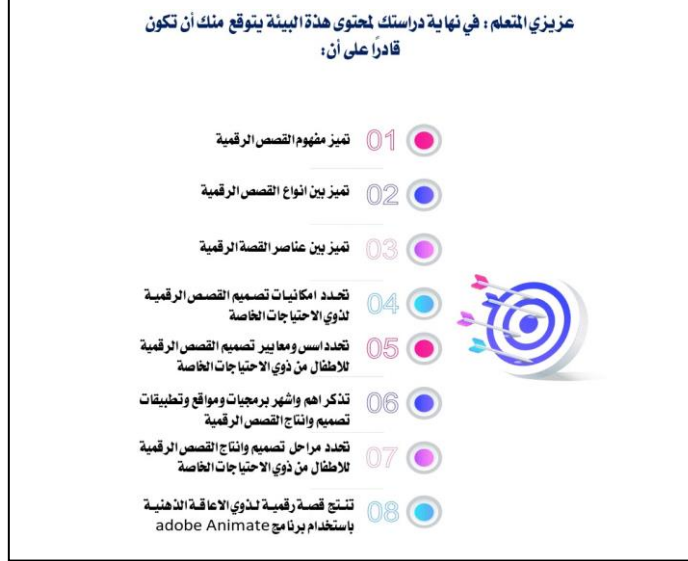 عزيزي المتعلم : في نهاية دراستك لمحتوى هذة البيئة يتوقع منك أن تكون
قادرًا على أن:
01 تميز مفهوم القصص الرقمية
02 تميز بين انواع القصص الرقمية
03 تميز بين عناصر القصة الرقمية
04 تحدد امكانيات تصميم القصص الرقمية
لذوي الاحتياجات الخاصة
05 تحدد اسس ومعايير تصميم القصص الرقمية
للاطفال من ذوي الاحتياجات الخاصة
06 تذكر اهم واشهر برمجيات ومواقع وتطبيقات
تصميم وانتاج القصص الرقمية
07 تحدد مراحل تصميم وانتاج القصص الرقمية
للاطفال من ذوي الاحتياجات الخاصة
08 تنتج قصة رقمية لذوي الاعاقة الذهنية
باستخدام برنامج adobe Animate